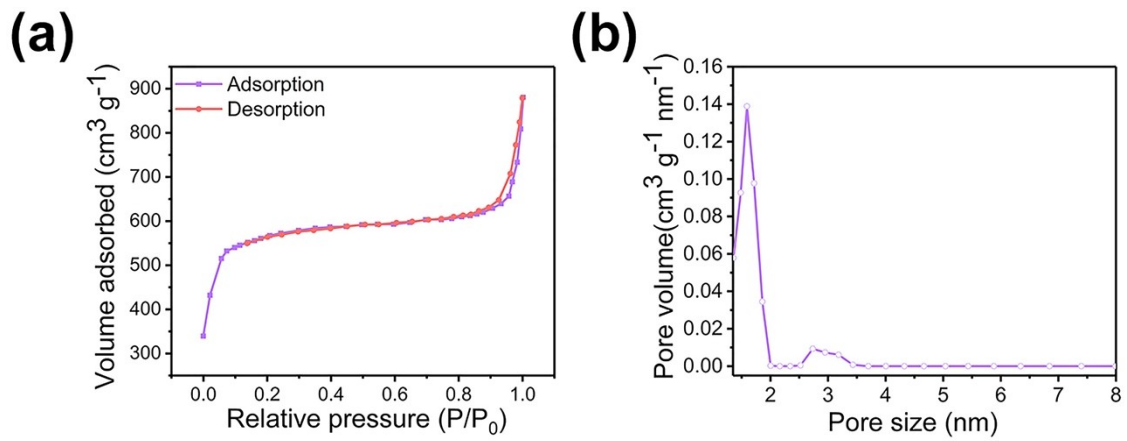 (a)
Volume adsorbed (cm³ g⁻¹)
900
800
700
600
500
400
300
Adsorption
Desorption
0.0 0.2 0.4 0.6 0.8 1.0
Relative pressure (P/P₀)
(b)
Pore volume(cm³ g⁻¹ nm⁻¹)
0.16
0.14
0.12
0.10
0.08
0.06
0.04
0.02
0.00
2 3 4 5 6 7 8
Pore size (nm)